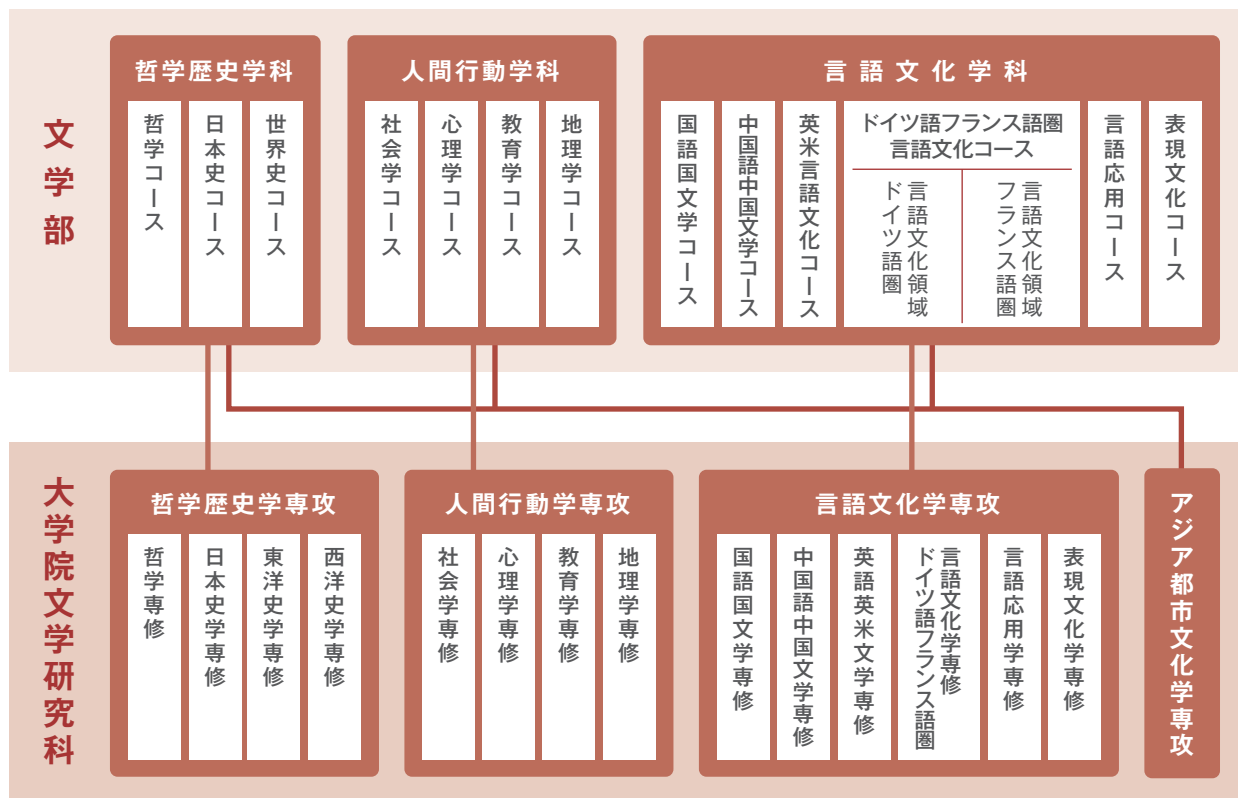 文学部
哲学歴史学科
哲学コース
日本史コース
世界史コース
人間行動学科
社会学コース
心理学コース
教育学コース
地理学コース
言語文化学科
国語国文学コース
中国語中国文学コース
英米言語文化コース
ドイツ語フランス語圏
言語文化コース
ドイツ語圏
言語文化領域
フランス語圏
言語文化領域
言語応用コース
表現文化コース
大学院文学研究科
哲学歴史学専攻
哲学専修
日本史学専修
東洋史学専修
西洋史学専修
人間行動学専攻
社会学専修
心理学専修
教育学専修
地理学専修
言語文化学専攻
国語国文学専修
中国語中国文学専修
英語英米文学専修
ドイツ語フランス語圏
言語文化学専修
言語応用学専修
表現文化学専修
アジア都市文化学専攻